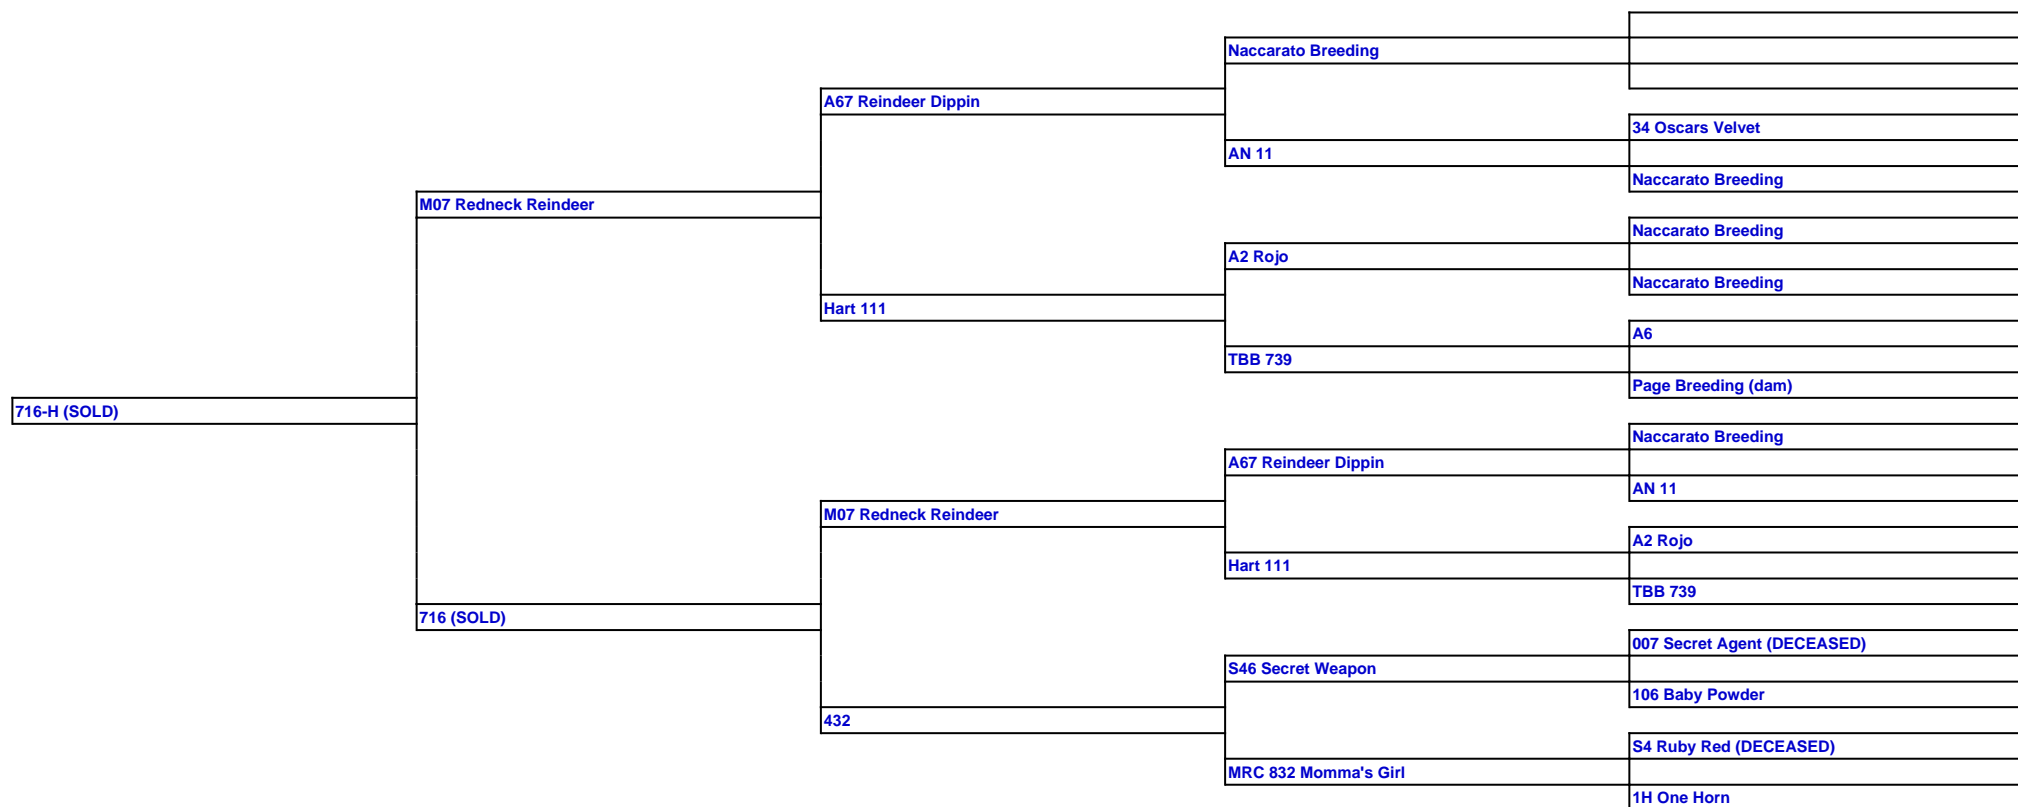 Naccarato Breeding
A67 Reindeer Dippin
34 Oscars Velvet
AN 11
Naccarato Breeding
M07 Redneck Reindeer
Naccarato Breeding
A2 Rojo
Naccarato Breeding
Hart 111
A6
TBB 739
Page Breeding (dam)
716-H (SOLD)
Naccarato Breeding
A67 Reindeer Dippin
AN 11
M07 Redneck Reindeer
A2 Rojo
Hart 111
TBB 739
716 (SOLD)
007 Secret Agent (DECEASED)
S46 Secret Weapon
106 Baby Powder
432
S4 Ruby Red (DECEASED)
MRC 832 Momma's Girl
1H One Horn